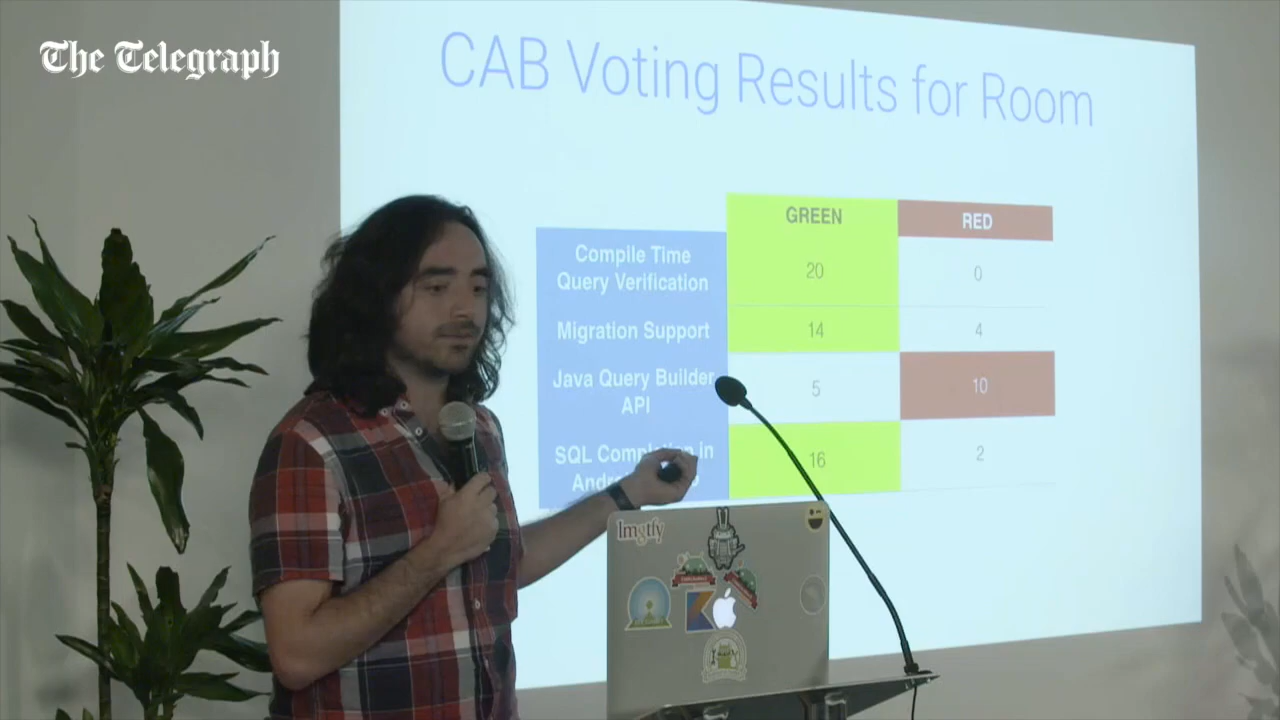 The Telegraph
CAB Voting Results for Room
GREEN RED
Compile Time
Query Verification
20 0
Migration Support 14 4
Java Query Builder
API
5 10
SQL in
16 2
lmgtfy